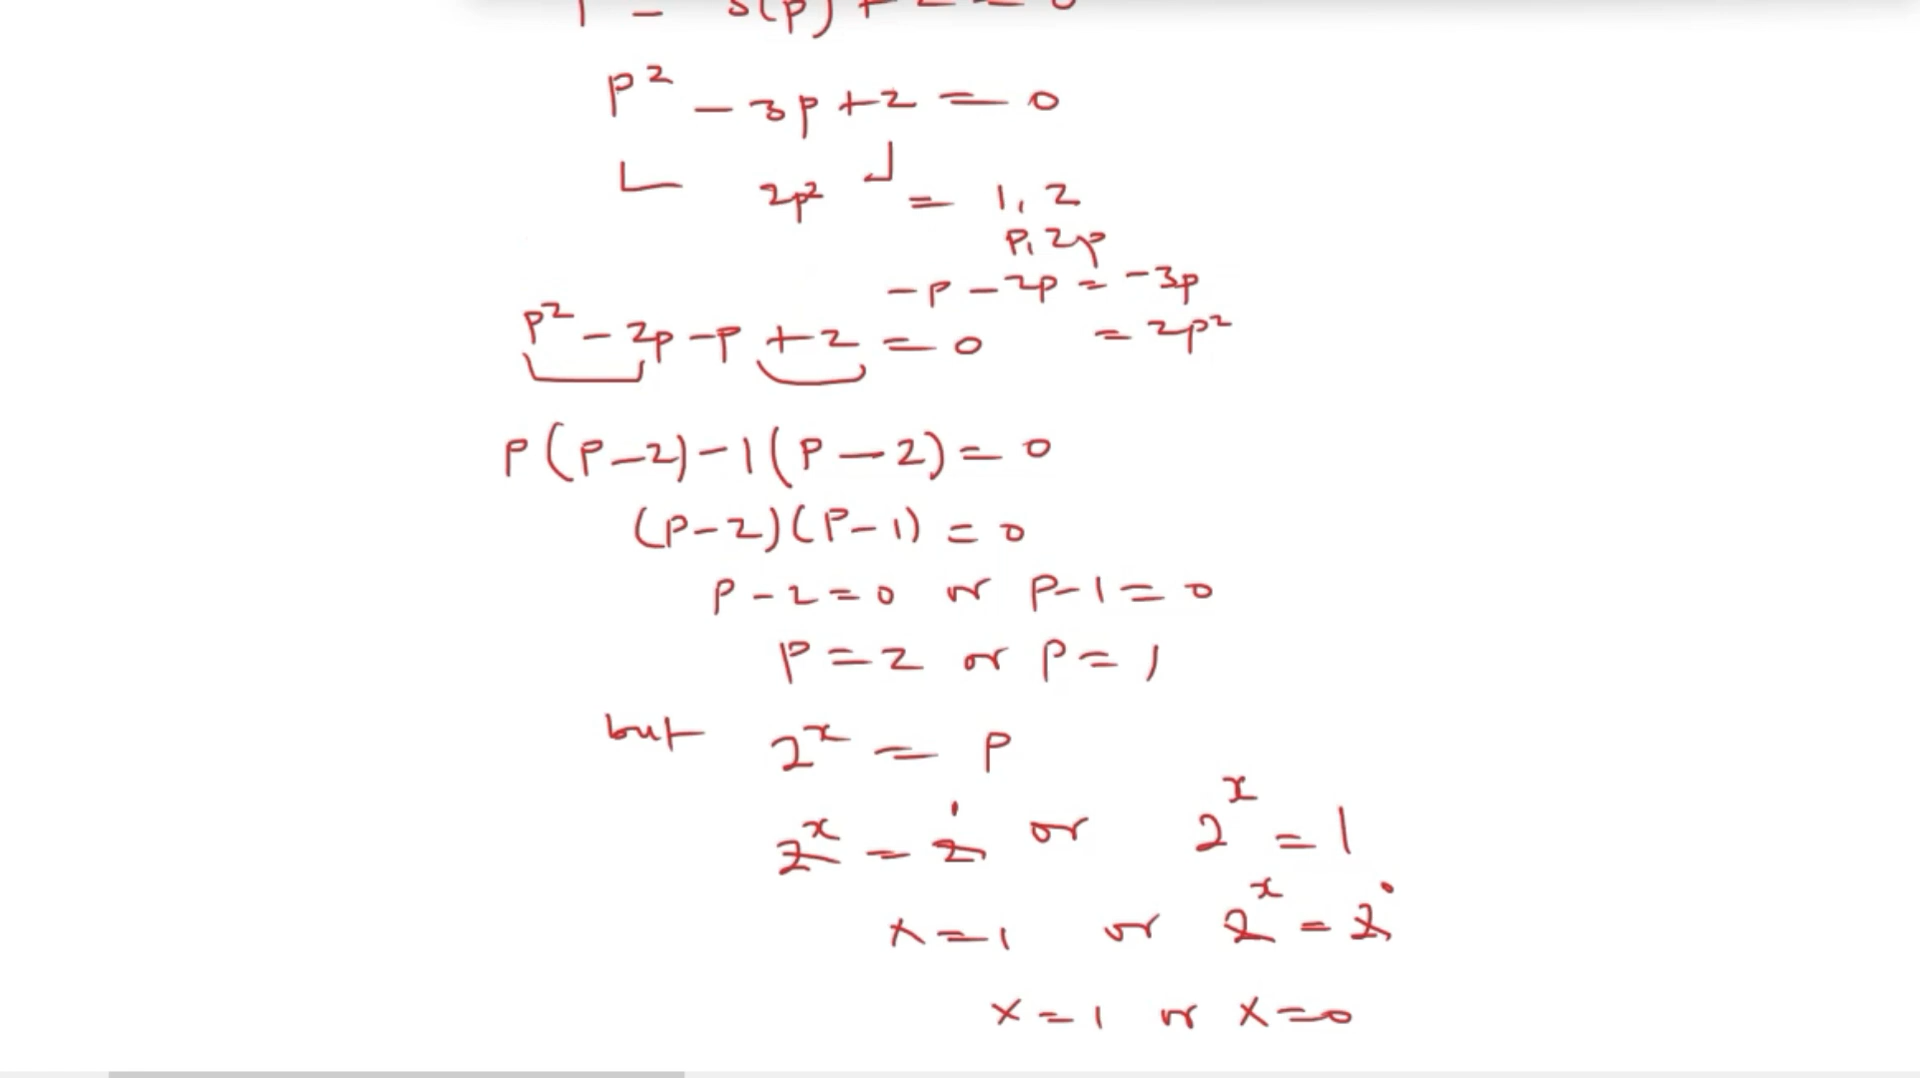 (p) +
p² - 3p + 2 = 0
2p² = 1, 2
P, 2p
-P - 2p = -3p
p² - 2p - p + 2 = 0
= 2p²
P(P-2) - 1(P-2) = 0
(P-2)(P-1) = 0
P - 2 = 0 or P - 1 = 0
P = 2 or P = 1
but 2ˣ = P
2ˣ = 2¹ or 2ˣ = 1
x = 1 or 2ˣ = 2⁰
x = 1 or x = 0